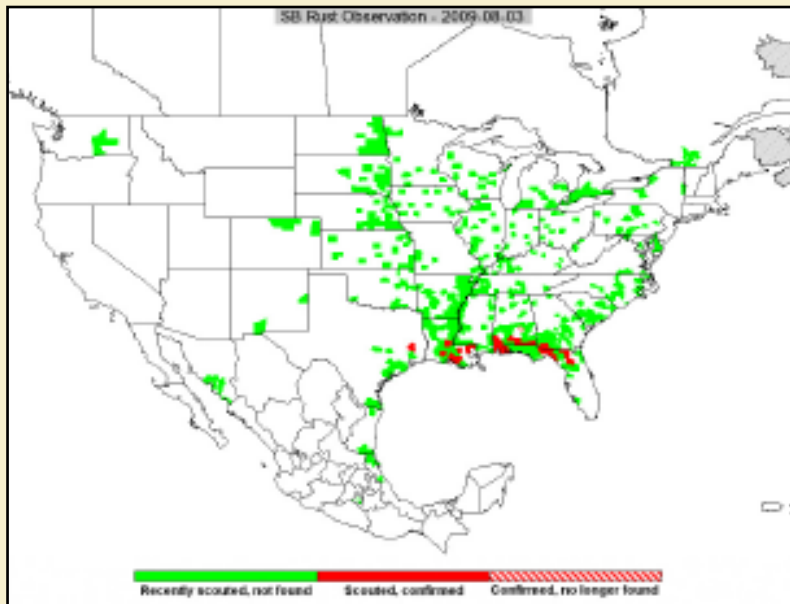 SB Rust Observation - 2009-08-03
Recently scouted, not found
Scouted, confirmed
Confirmed, no longer found